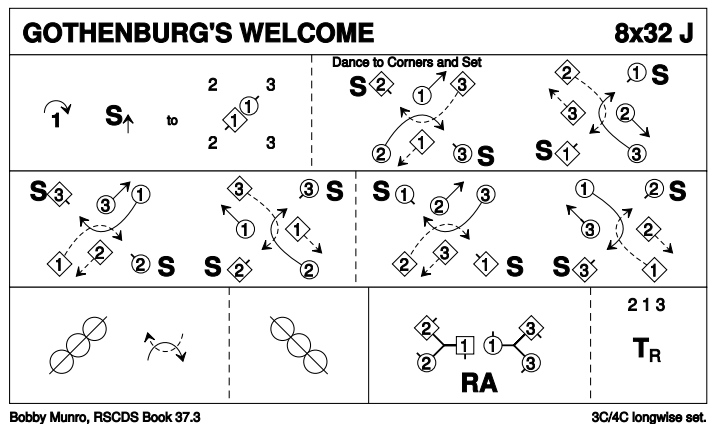 GOTHENBURG'S WELCOME 8x32 J
Dance to Corners and Set
1 S to 2 3 1 1 2 3
S 2 3 1 1 2 3 S
2 1 S 3 2 S 1 3
S 3 3 1 1 2 2 S
3 3 S 1 1 S 2 2
S 1 2 3 2 3 1 S
1 2 S 3 2 S 3 1
2 3 1 1 2 3
RA
2 1 3
TR
Bobby Munro, RSCDS Book 37.3 3C/4C longwise set.